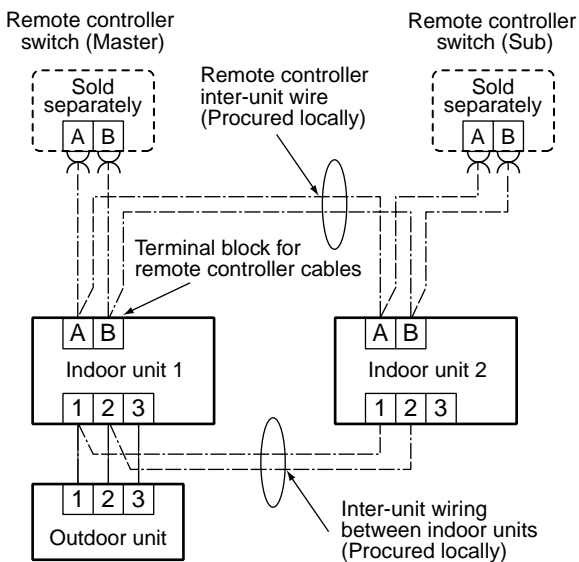 Remote controller
switch (Master)
Remote controller
switch (Sub)
Sold
separately
A B
Remote controller
inter-unit wire
(Procured locally)
Sold
separately
A B
Terminal block for
remote controller cables
A B
Indoor unit 1
1 2 3
A B
Indoor unit 2
1 2 3
1 2 3
Outdoor unit
Inter-unit wiring
between indoor units
(Procured locally)